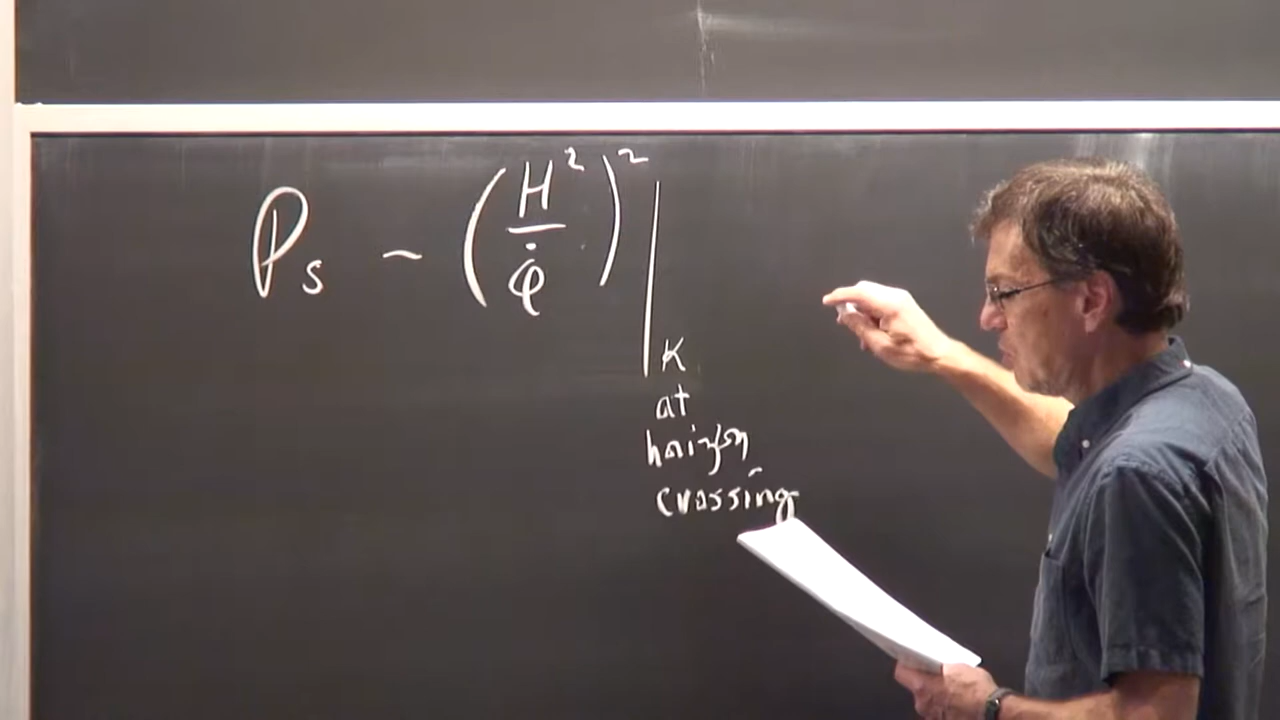 P_s ~ (H²/φ̇)² |
K
at
horizon
crossing